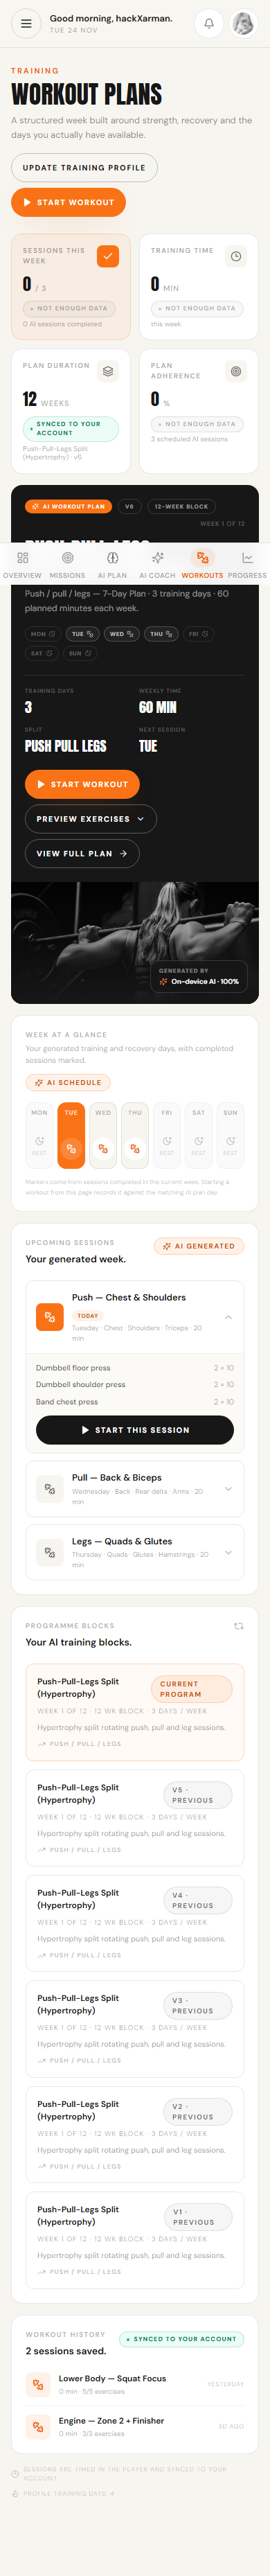 Good morning, hackXarman.
TUE 24 NOV
TRAINING
WORKOUT PLANS
A structured week built around strength, recovery and the
days you actually have available.
UPDATE TRAINING PROFILE
START WORKOUT
SESSIONS THIS
WEEK
0 / 3
NOT ENOUGH DATA
0 AI sessions completed
TRAINING TIME
0 MIN
NOT ENOUGH DATA
this week
PLAN DURATION
12 WEEKS
SYNCED TO YOUR
ACCOUNT
Push-Pull-Legs Split
(Hypertrophy) · v6
PLAN
ADHERENCE
0 %
NOT ENOUGH DATA
3 scheduled AI sessions
AI WORKOUT PLAN
V6
12-WEEK BLOCK
WEEK 1 OF 12
OVERVIEW
MISSIONS
AI PLAN
AI COACH
WORKOUTS
PROGRESS
Push / pull / legs — 7-Day Plan · 3 training days · 60
planned minutes each week.
MON
TUE
WED
THU
FRI
SAT
SUN
TRAINING DAYS
3
WEEKLY TIME
60 MIN
SPLIT
PUSH PULL LEGS
NEXT SESSION
TUE
START WORKOUT
PREVIEW EXERCISES
VIEW FULL PLAN
GENERATED BY
On-device AI · 100%
WEEK AT A GLANCE
Your generated training and recovery days, with completed
sessions marked.
AI SCHEDULE
MON
TUE
WED
THU
FRI
SAT
SUN
REST
REST
REST
REST
Markers come from sessions completed in the current week. Starting a
workout from this page records it against the matching AI plan day.
UPCOMING SESSIONS
Your generated week.
AI GENERATED
Push — Chest & Shoulders
TODAY
Tuesday · Chest · Shoulders · Triceps · 20
min
Dumbbell floor press
2 × 10
Dumbbell shoulder press
2 × 10
Band chest press
2 × 10
START THIS SESSION
Pull — Back & Biceps
Wednesday · Back · Rear delts · Arms · 20
min
Legs — Quads & Glutes
Thursday · Quads · Glutes · Hamstrings · 20
min
PROGRAMME BLOCKS
Your AI training blocks.
Push-Pull-Legs Split
(Hypertrophy)
CURRENT
PROGRAM
WEEK 1 OF 12 · 12 WK BLOCK · 3 DAYS / WEEK
Hypertrophy split rotating push, pull and leg sessions.
PUSH / PULL / LEGS
Push-Pull-Legs Split
(Hypertrophy)
V5 ·
PREVIOUS
WEEK 1 OF 12 · 12 WK BLOCK · 3 DAYS / WEEK
Hypertrophy split rotating push, pull and leg sessions.
PUSH / PULL / LEGS
Push-Pull-Legs Split
(Hypertrophy)
V4 ·
PREVIOUS
WEEK 1 OF 12 · 12 WK BLOCK · 3 DAYS / WEEK
Hypertrophy split rotating push, pull and leg sessions.
PUSH / PULL / LEGS
Push-Pull-Legs Split
(Hypertrophy)
V3 ·
PREVIOUS
WEEK 1 OF 12 · 12 WK BLOCK · 3 DAYS / WEEK
Hypertrophy split rotating push, pull and leg sessions.
PUSH / PULL / LEGS
Push-Pull-Legs Split
(Hypertrophy)
V2 ·
PREVIOUS
WEEK 1 OF 12 · 12 WK BLOCK · 3 DAYS / WEEK
Hypertrophy split rotating push, pull and leg sessions.
PUSH / PULL / LEGS
Push-Pull-Legs Split
(Hypertrophy)
V1 ·
PREVIOUS
WEEK 1 OF 12 · 12 WK BLOCK · 3 DAYS / WEEK
Hypertrophy split rotating push, pull and leg sessions.
PUSH / PULL / LEGS
WORKOUT HISTORY
2 sessions saved.
SYNCED TO YOUR ACCOUNT
Lower Body — Squat Focus
0 min · 5/5 exercises
YESTERDAY
Engine — Zone 2 + Finisher
0 min · 3/3 exercises
3D AGO
SESSIONS ARE TIMED IN THE PLAYER AND SYNCED TO YOUR
ACCOUNT
PROFILE TRAINING DAYS: 4